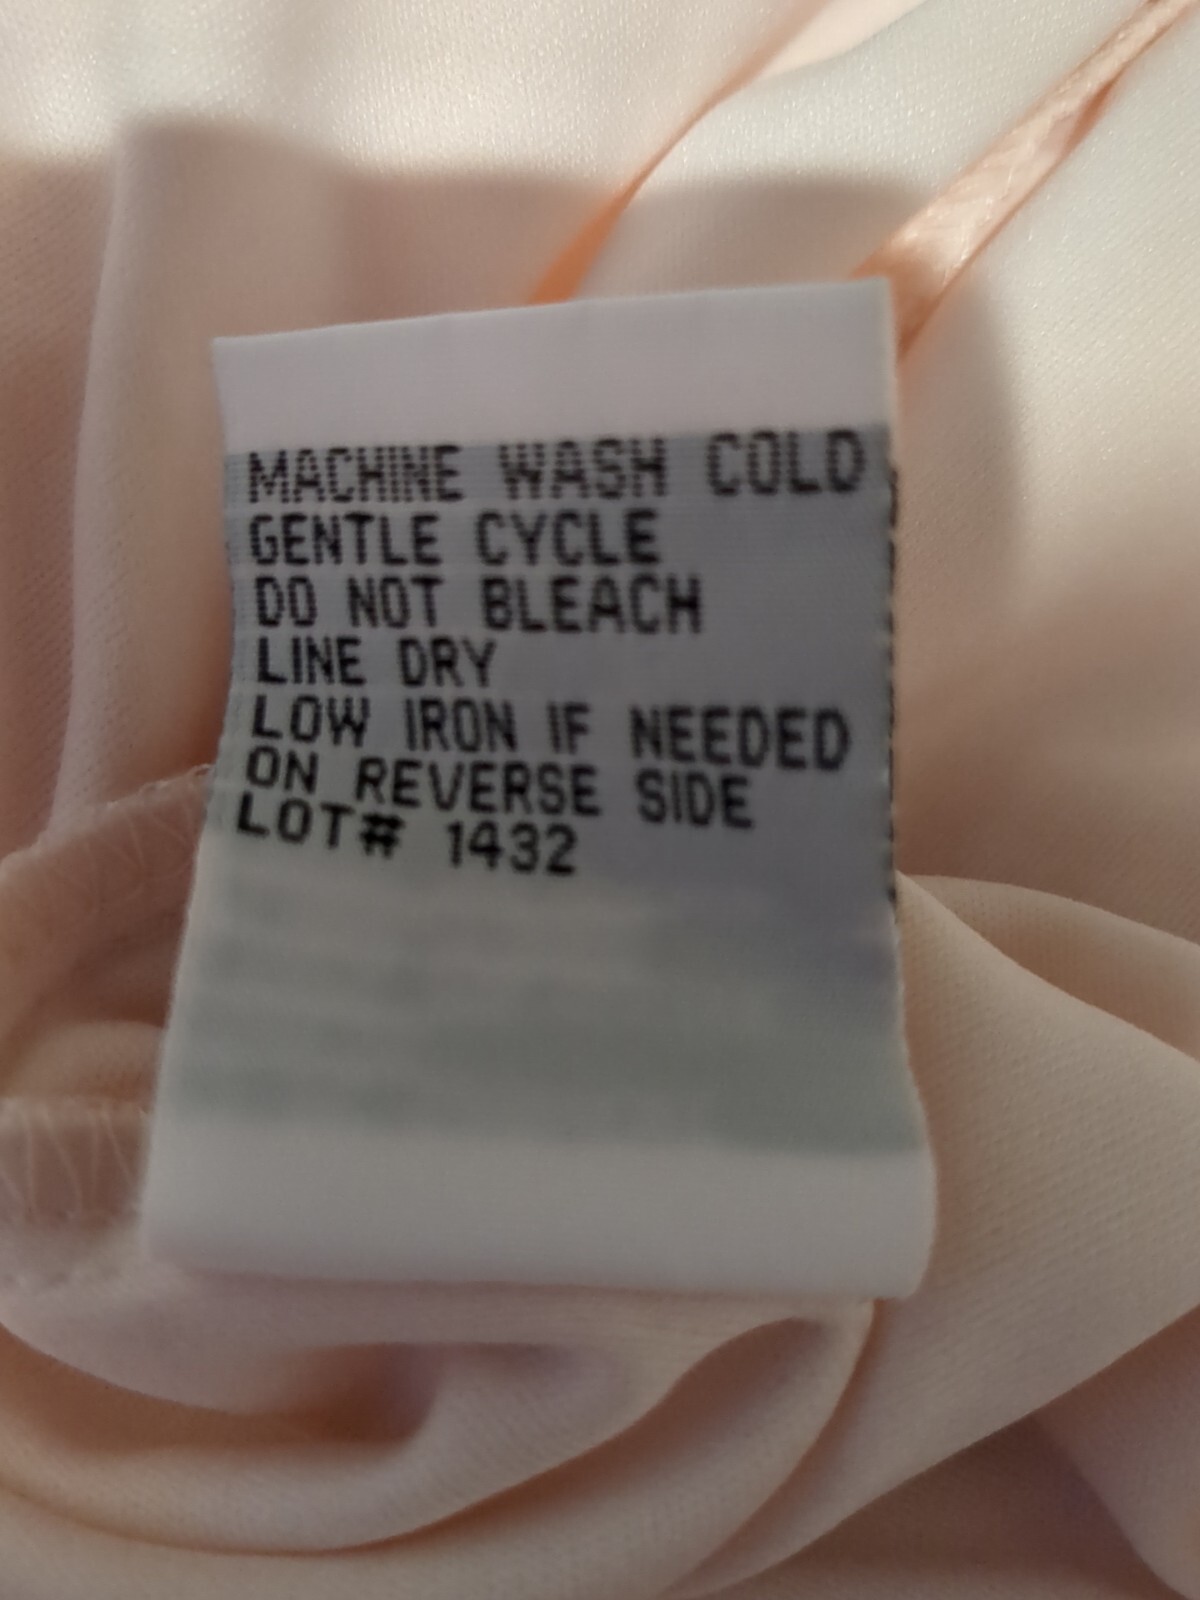 MACHINE WASH COLD
GENTLE CYCLE
DO NOT BLEACH
LINE DRY
LOW IRON IF NEEDED
ON REVERSE SIDE
LOT# 1432